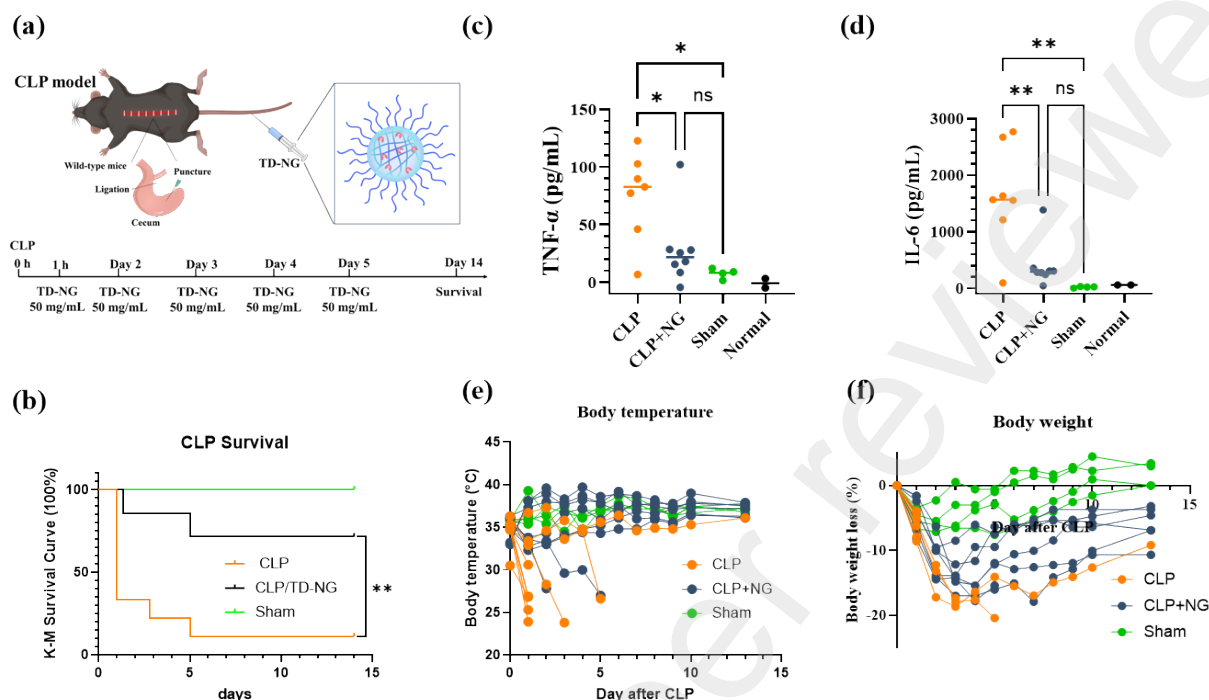 (a)
CLP model
Wild-type mice
Puncture
Ligation
Cecum
TD-NG
CLP
0 h 1 h Day 2 Day 3 Day 4 Day 5 Day 14
TD-NG TD-NG TD-NG TD-NG TD-NG Survival
50 mg/mL 50 mg/mL 50 mg/mL 50 mg/mL 50 mg/mL
(b)
CLP Survival
K-M Survival Curve (100%)
100
50
0
0 5 10 15
days
CLP
CLP/TD-NG
Sham
**
(c)
*
* ns
TNF-α (pg/mL)
150
100
50
0
CLP
CLP+NG
Sham
Normal
(d)
**
** ns
IL-6 (pg/mL)
3000
2400
1200
600
0
CLP
CLP+NG
Sham
Normal
(e)
Body temperature
Body temperature (°C)
45
40
35
30
25
20
0 5 10 15
Day after CLP
CLP
CLP+NG
Sham
(f)
Body weight
Body weight loss (%)
0
-10
-20
5 10 15
Day after CLP
CLP
CLP+NG
Sham
er reviewe